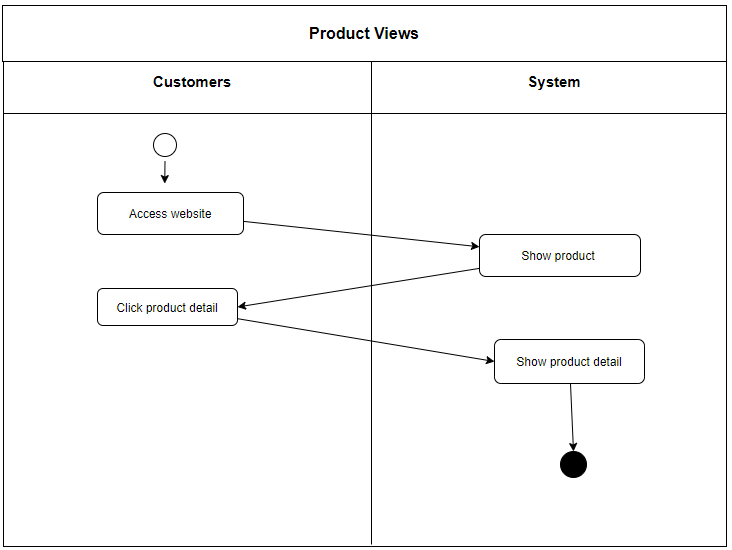 Product Views
Customers
System
Access website
Show product
Click product detail
Show product detail